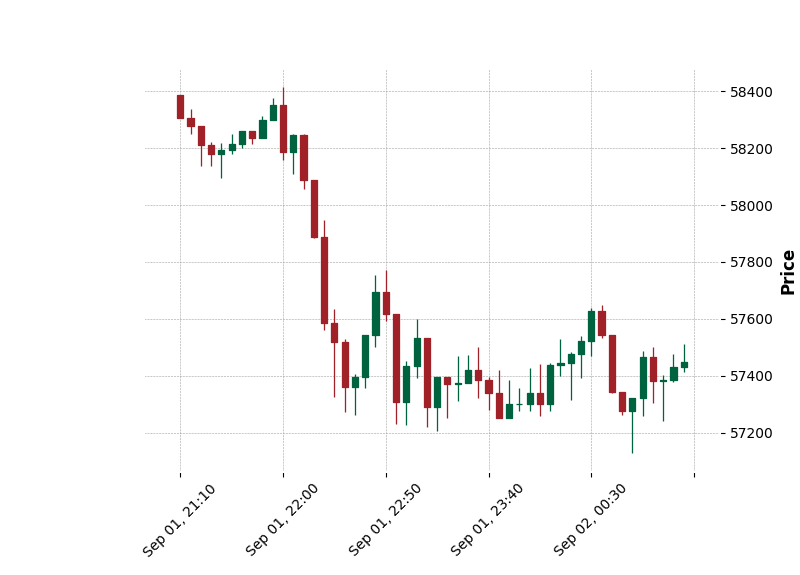 58400
58200
58000
57800
57600
57400
57200
Price
Sep 01, 21:10
Sep 01, 22:00
Sep 01, 22:50
Sep 01, 23:40
Sep 02, 00:30